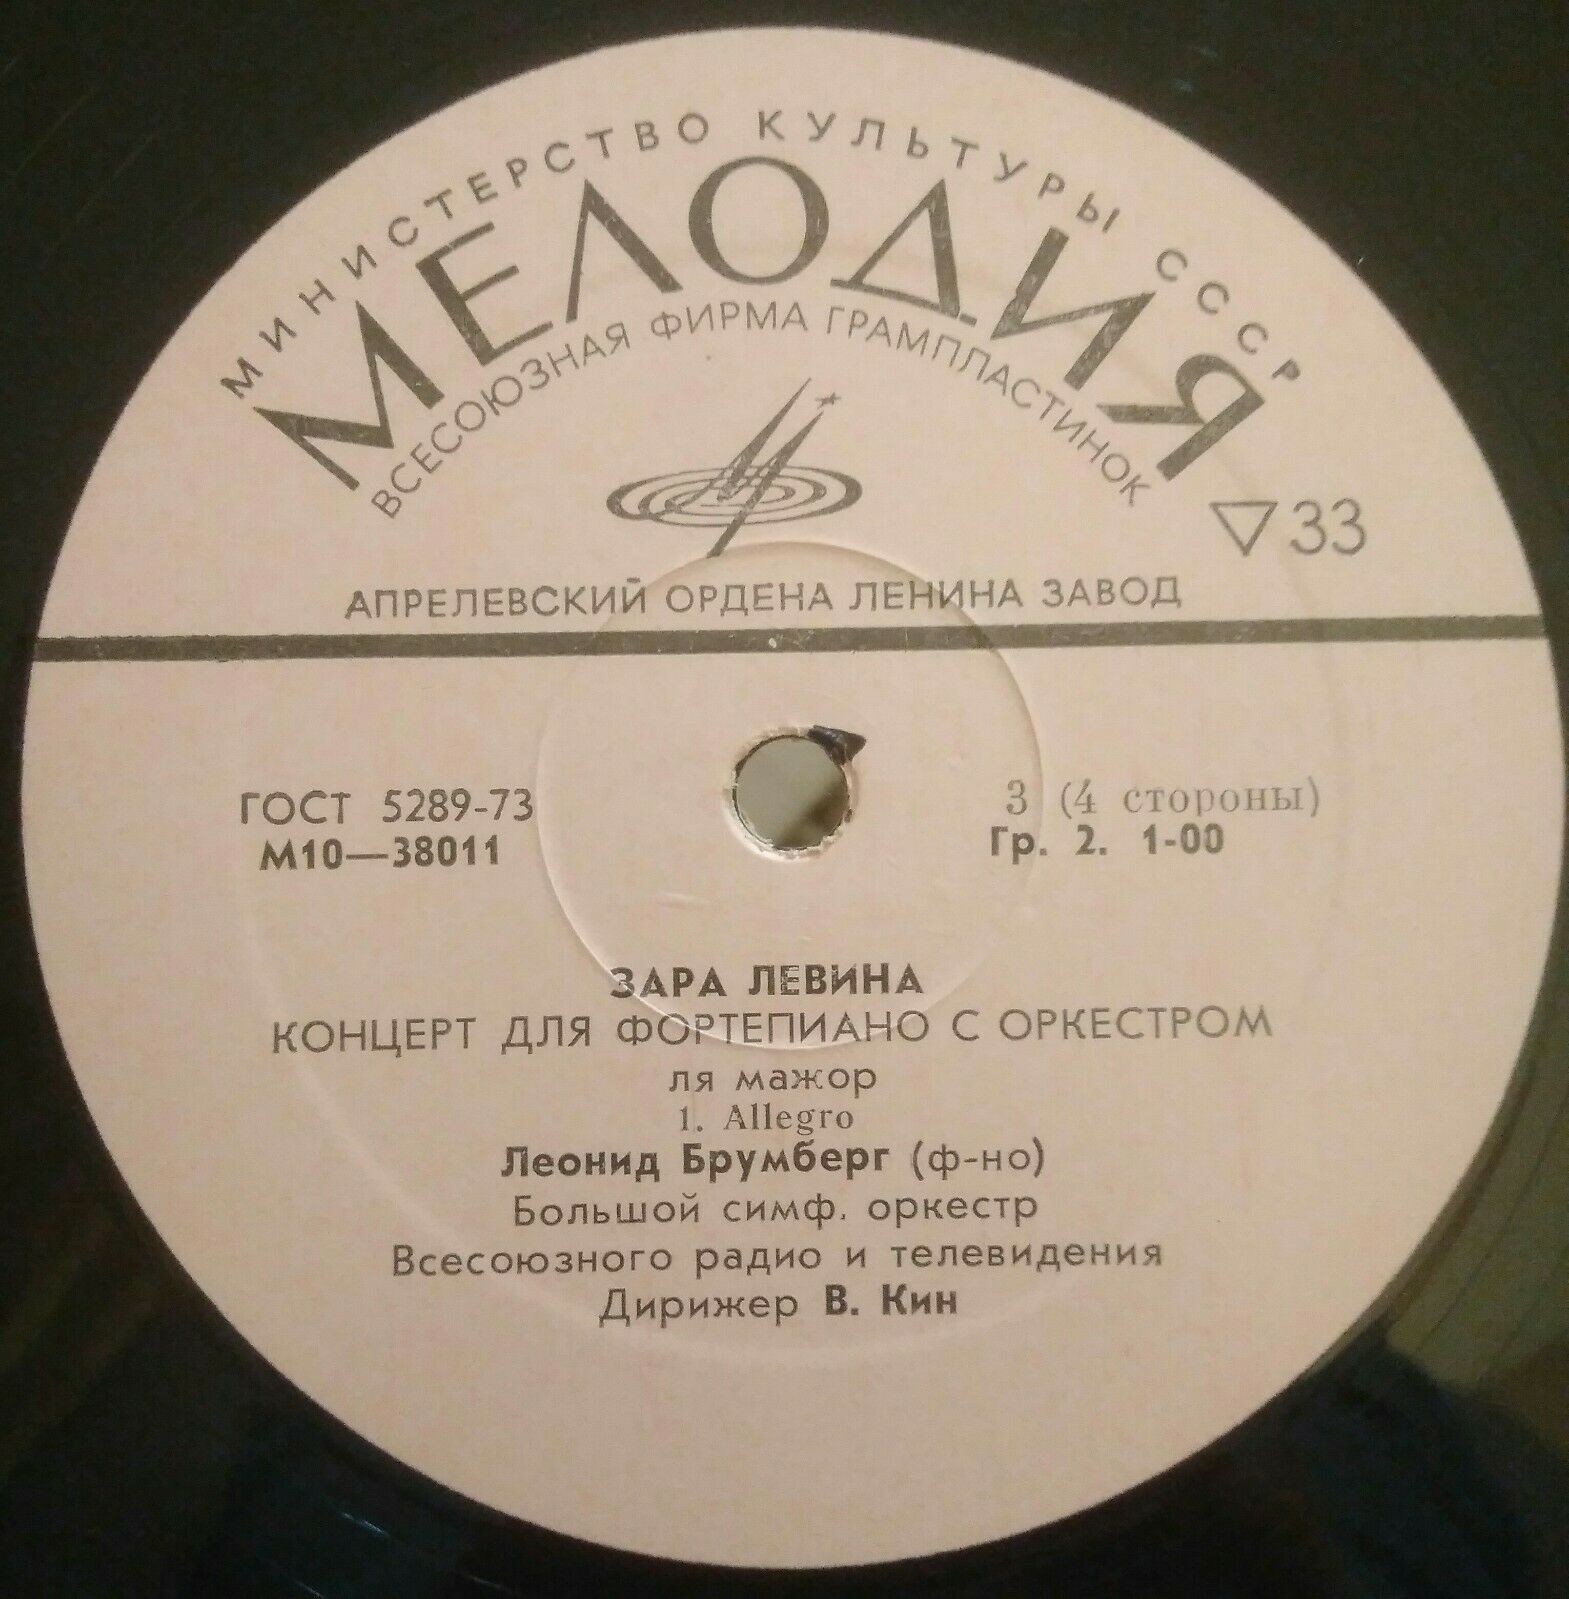 МИНИСТЕРСТВО КУЛЬТУРЫ СССР
МЕЛОДИЯ
ВСЕСОЮЗНАЯ ФИРМА ГРАМПЛАСТИНОК
▽33
АПРЕЛЕВСКИЙ ОРДЕНА ЛЕНИНА ЗАВОД
ГОСТ 5289-73
М10—38011
3 (4 стороны)
Гр. 2. 1-00
ЗАРА ЛЕВИНА
КОНЦЕРТ ДЛЯ ФОРТЕПИАНО С ОРКЕСТРОМ
ля мажор
1. Allegro
Леонид Брумберг (ф-но)
Большой симф. оркестр
Всесоюзного радио и телевидения
Дирижер В. Кин